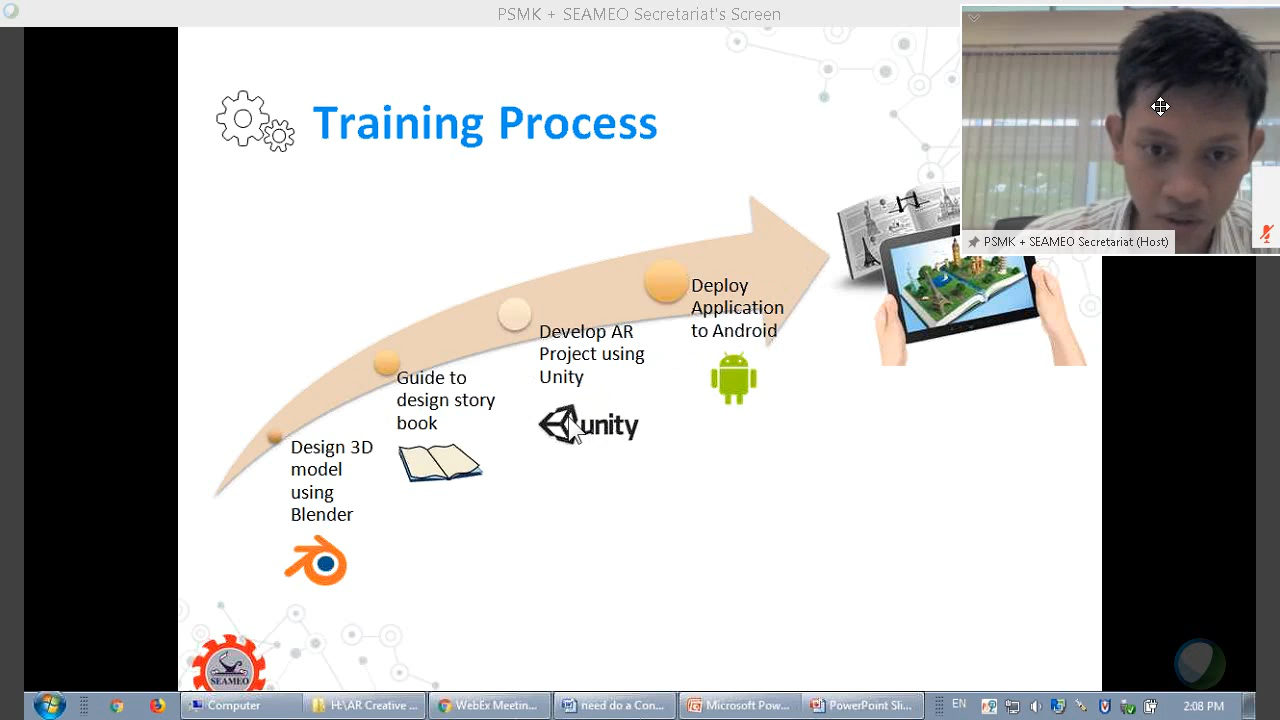 PSMK + SEAMEO Secretariat's Screen
Training Process
PSMK + SEAMEO Secretariat (Host)
Deploy
Application
to Android
Develop AR
Project using
Unity
unity
Guide to
design story
book
Design 3D
model
using
Blender
SEAMEO
Computer
H:\AR Creative ...
WebEx Meetin...
need do a Con...
Microsoft Pow...
PowerPoint Sli...
EN
2:08 PM